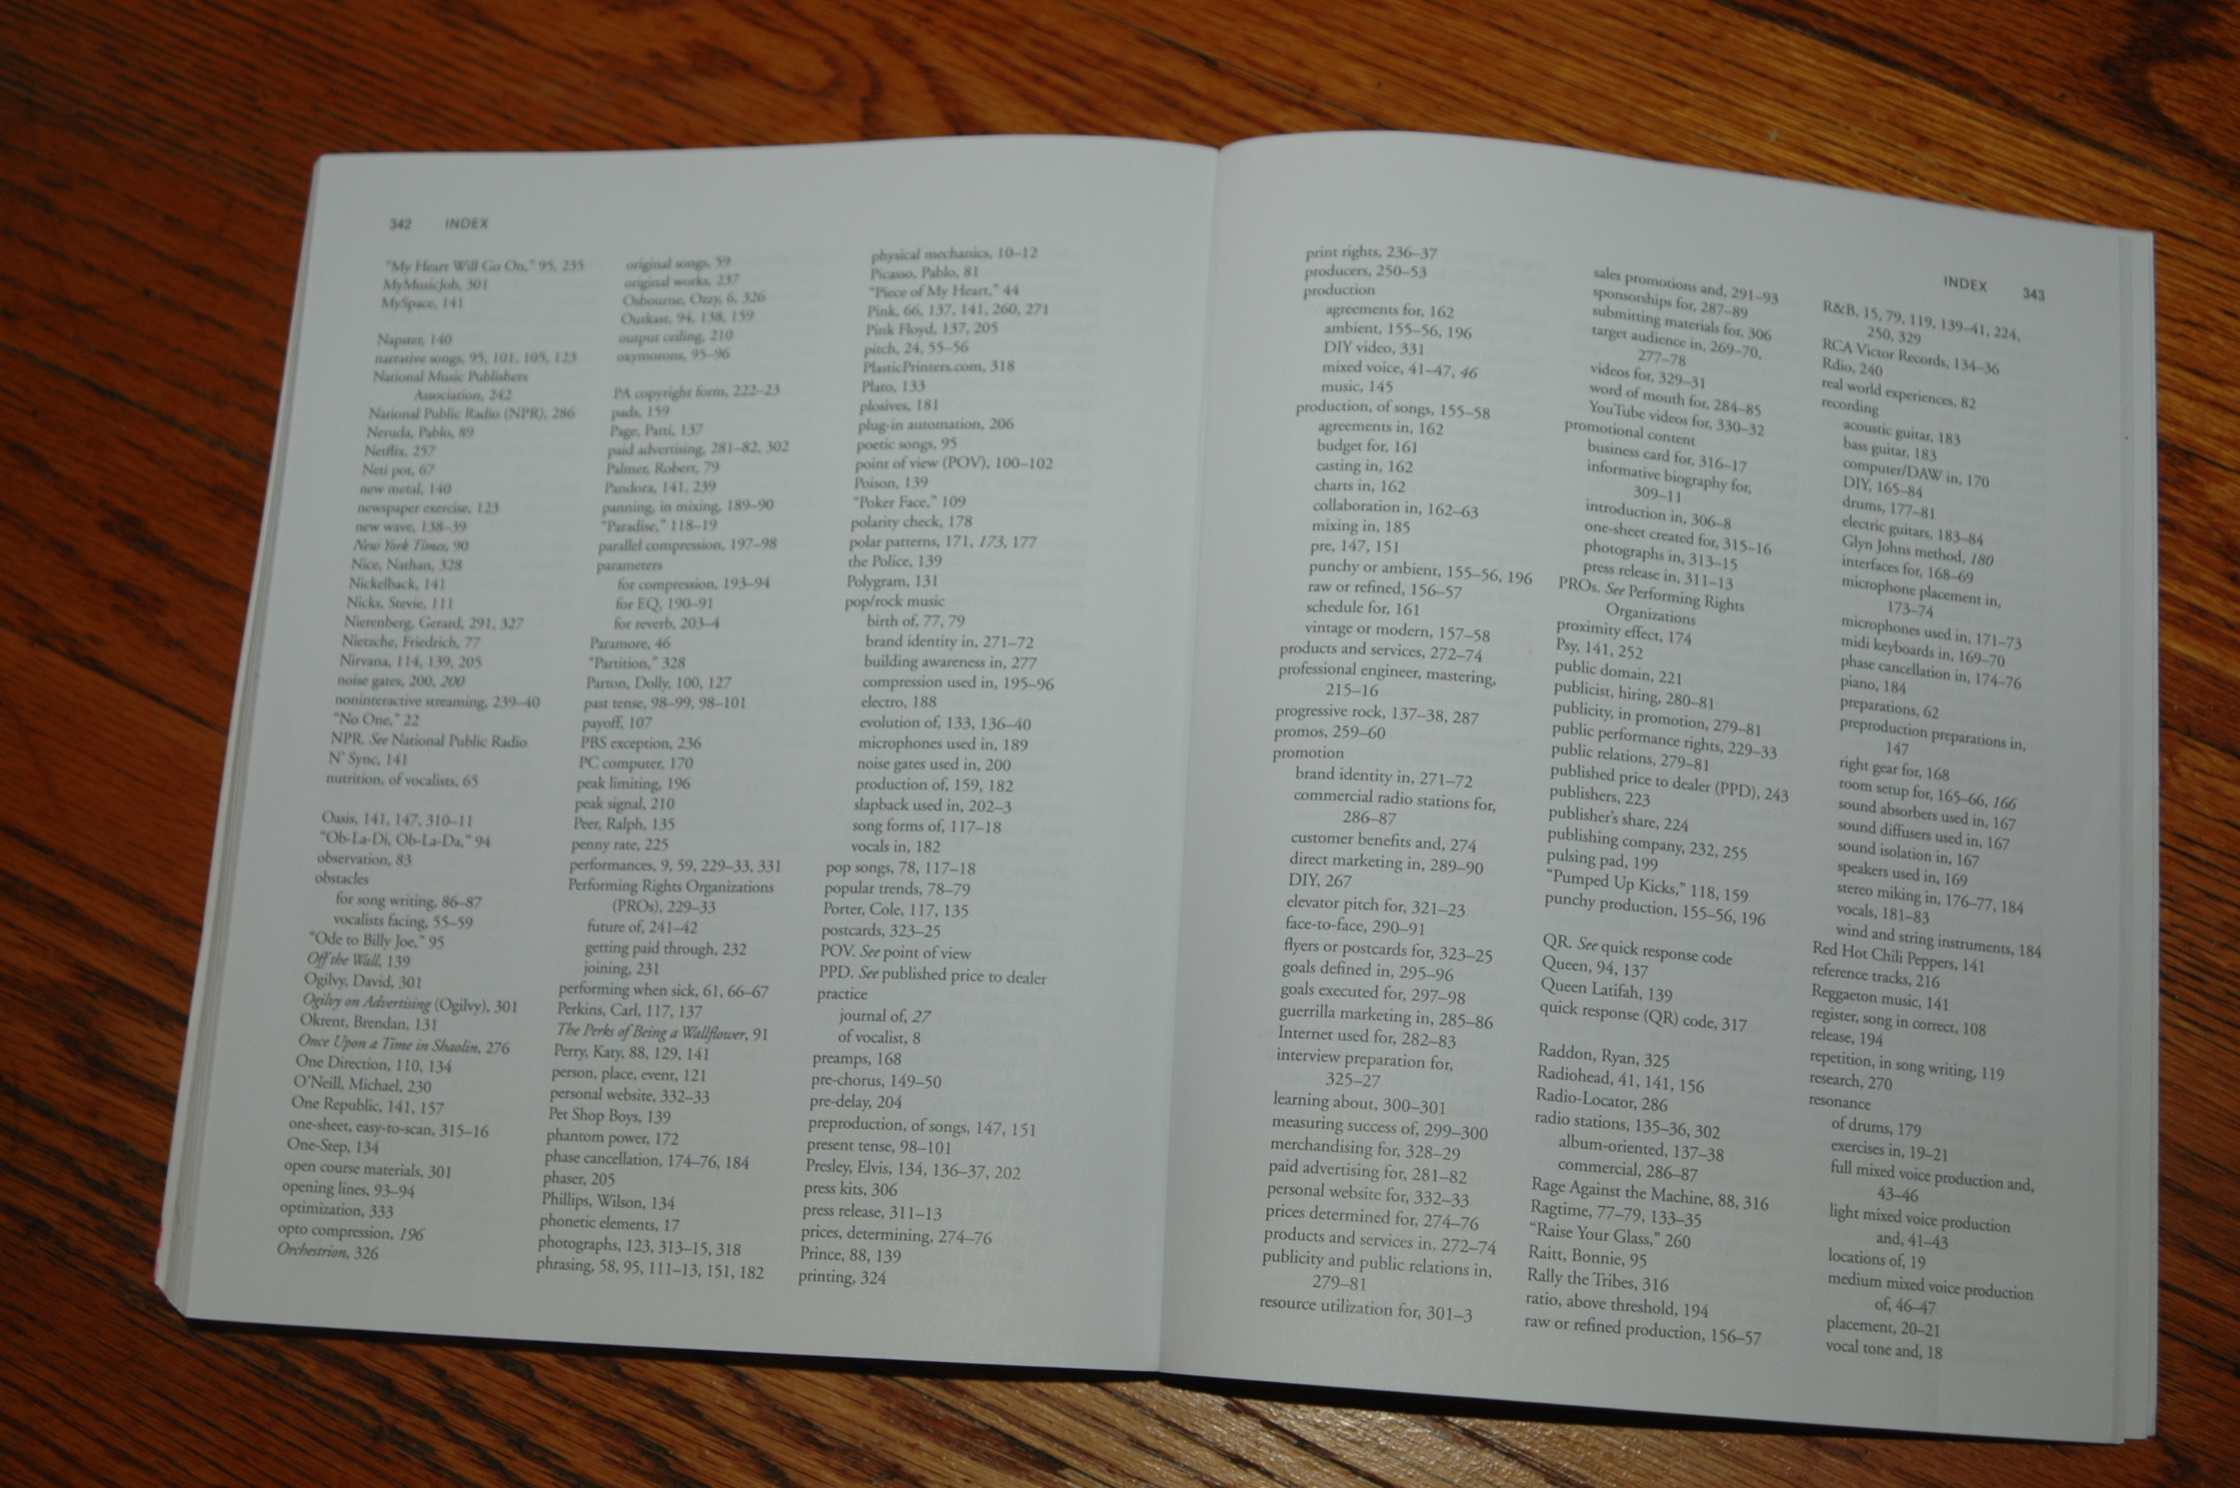 342 INDEX
"My Heart Will Go On," 95, 235
MyMusicJob, 301
MySpace, 141
Napster, 140
narrative songs, 95, 101, 105, 123
National Music Publishers
Association, 242
National Public Radio (NPR), 286
Neruda, Pablo, 89
Netflix, 257
Neti pot, 67
new metal, 140
newspaper exercise, 123
new wave, 138–39
New York Times, 90
Nice, Nathan, 328
Nickelback, 141
Nicks, Stevie, 111
Nierenberg, Gerard, 291, 327
Nietzche, Friedrich, 77
Nirvana, 114, 139, 205
noise gates, 200, 200
noninteractive streaming, 239–40
"No One," 22
NPR. See National Public Radio
N' Sync, 141
nutrition, of vocalists, 65
Oasis, 141, 147, 310–11
"Ob-La-Di, Ob-La-Da," 94
observation, 83
obstacles
for song writing, 86–87
vocalists facing, 55–59
"Ode to Billy Joe," 95
Off the Wall, 139
Ogilvy, David, 301
Ogilvy on Advertising (Ogilvy), 301
Okrent, Brendan, 131
Once Upon a Time in Shaolin, 276
One Direction, 110, 134
O'Neill, Michael, 230
One Republic, 141, 157
one-sheet, easy-to-scan, 315–16
One-Step, 134
open course materials, 301
opening lines, 93–94
optimization, 333
opto compression, 196
Orchestrion, 326
original songs, 59
original works, 237
Osbourne, Ozzy, 6, 326
Outkast, 94, 138, 159
output ceiling, 210
oxymorons, 95–96
PA copyright form, 222–23
pads, 159
Page, Patti, 137
paid advertising, 281–82, 302
Palmer, Robert, 79
Pandora, 141, 239
panning, in mixing, 189–90
"Paradise," 118–19
parallel compression, 197–98
parameters
for compression, 193–94
for EQ, 190–91
for reverb, 203–4
Paramore, 46
"Partition," 328
Parton, Dolly, 100, 127
past tense, 98–99, 98–101
payoff, 107
PBS exception, 236
PC computer, 170
peak limiting, 196
peak signal, 210
Peer, Ralph, 135
penny rate, 225
performances, 9, 59, 229–33, 331
Performing Rights Organizations
(PROs), 229–33
future of, 241–42
getting paid through, 232
joining, 231
performing when sick, 61, 66–67
Perkins, Carl, 117, 137
The Perks of Being a Wallflower, 91
Perry, Katy, 88, 129, 141
person, place, event, 121
personal website, 332–33
Pet Shop Boys, 139
phantom power, 172
phase cancellation, 174–76, 184
phaser, 205
Phillips, Wilson, 134
phonetic elements, 17
photographs, 123, 313–15, 318
phrasing, 58, 95, 111–13, 151, 182
physical mechanics, 10–12
Picasso, Pablo, 81
"Piece of My Heart," 44
Pink, 66, 137, 141, 260, 271
Pink Floyd, 137, 205
pitch, 24, 55–56
PlasticPrinters.com, 318
Plato, 133
plosives, 181
plug-in automation, 206
poetic songs, 95
point of view (POV), 100–102
Poison, 139
"Poker Face," 109
polarity check, 178
polar patterns, 171, 173, 177
the Police, 139
Polygram, 131
pop/rock music
birth of, 77, 79
brand identity in, 271–72
building awareness in, 277
compression used in, 195–96
electro, 188
evolution of, 133, 136–40
microphones used in, 189
noise gates used in, 200
production of, 159, 182
slapback used in, 202–3
song forms of, 117–18
vocals in, 182
pop songs, 78, 117–18
popular trends, 78–79
Porter, Cole, 117, 135
postcards, 323–25
POV. See point of view
PPD. See published price to dealer
practice
journal of, 27
of vocalist, 8
preamps, 168
pre-chorus, 149–50
pre-delay, 204
preproduction, of songs, 147, 151
present tense, 98–101
Presley, Elvis, 134, 136–37, 202
press kits, 306
press release, 311–13
prices, determining, 274–76
Prince, 88, 139
printing, 324
INDEX 343
print rights, 236–37
producers, 250–53
production
agreements for, 162
ambient, 155–56, 196
DIY video, 331
mixed voice, 41–47, 46
music, 145
production, of songs, 155–58
agreements in, 162
budget for, 161
casting in, 162
charts in, 162
collaboration in, 162–63
mixing in, 185
pre, 147, 151
punchy or ambient, 155–56, 196
raw or refined, 156–57
schedule for, 161
vintage or modern, 157–58
products and services, 272–74
professional engineer, mastering,
215–16
progressive rock, 137–38, 287
promos, 259–60
promotion
brand identity in, 271–72
commercial radio stations for,
286–87
customer benefits and, 274
direct marketing in, 289–90
DIY, 267
elevator pitch for, 321–23
face-to-face, 290–91
flyers or postcards for, 323–25
goals defined in, 295–96
goals executed for, 297–98
guerrilla marketing in, 285–86
Internet used for, 282–83
interview preparation for,
325–27
learning about, 300–301
measuring success of, 299–300
merchandising for, 328–29
paid advertising for, 281–82
personal website for, 332–33
prices determined for, 274–76
products and services in, 272–74
publicity and public relations in,
279–81
resource utilization for, 301–3
sales promotions and, 291–93
sponsorships for, 287–89
submitting materials for, 306
target audience in, 269–70,
277–78
videos for, 329–31
word of mouth for, 284–85
YouTube videos for, 330–32
promotional content
business card for, 316–17
informative biography for,
309–11
introduction in, 306–8
one-sheet created for, 315–16
photographs in, 313–15
press release in, 311–13
PROs. See Performing Rights
Organizations
proximity effect, 174
Psy, 141, 252
public domain, 221
publicist, hiring, 280–81
publicity, in promotion, 279–81
public performance rights, 229–33
public relations, 279–81
published price to dealer (PPD), 243
publishers, 223
publisher's share, 224
publishing company, 232, 255
pulsing pad, 199
"Pumped Up Kicks," 118, 159
punchy production, 155–56, 196
QR. See quick response code
Queen, 94, 137
Queen Latifah, 139
quick response (QR) code, 317
Raddon, Ryan, 325
Radiohead, 41, 141, 156
Radio-Locator, 286
radio stations, 135–36, 302
album-oriented, 137–38
commercial, 286–87
Rage Against the Machine, 88, 316
Ragtime, 77–79, 133–35
"Raise Your Glass," 260
Raitt, Bonnie, 95
Rally the Tribes, 316
ratio, above threshold, 194
raw or refined production, 156–57
R&B, 15, 79, 119, 139–41, 224,
250, 329
RCA Victor Records, 134–36
Rdio, 240
real world experiences, 82
recording
acoustic guitar, 183
bass guitar, 183
computer/DAW in, 170
DIY, 165–84
drums, 177–81
electric guitars, 183–84
Glyn Johns method, 180
interfaces for, 168–69
microphone placement in,
173–74
microphones used in, 171–73
midi keyboards in, 169–70
phase cancellation in, 174–76
piano, 184
preparations, 62
preproduction preparations in,
147
right gear for, 168
room setup for, 165–66, 166
sound absorbers used in, 167
sound diffusers used in, 167
sound isolation in, 167
speakers used in, 169
stereo miking in, 176–77, 184
vocals, 181–83
wind and string instruments, 184
Red Hot Chili Peppers, 141
reference tracks, 216
Reggaeton music, 141
register, song in correct, 108
release, 194
repetition, in song writing, 119
research, 270
resonance
of drums, 179
exercises in, 19–21
full mixed voice production and,
43–46
light mixed voice production
and, 41–43
locations of, 19
medium mixed voice production
of, 46–47
placement, 20–21
vocal tone and, 18